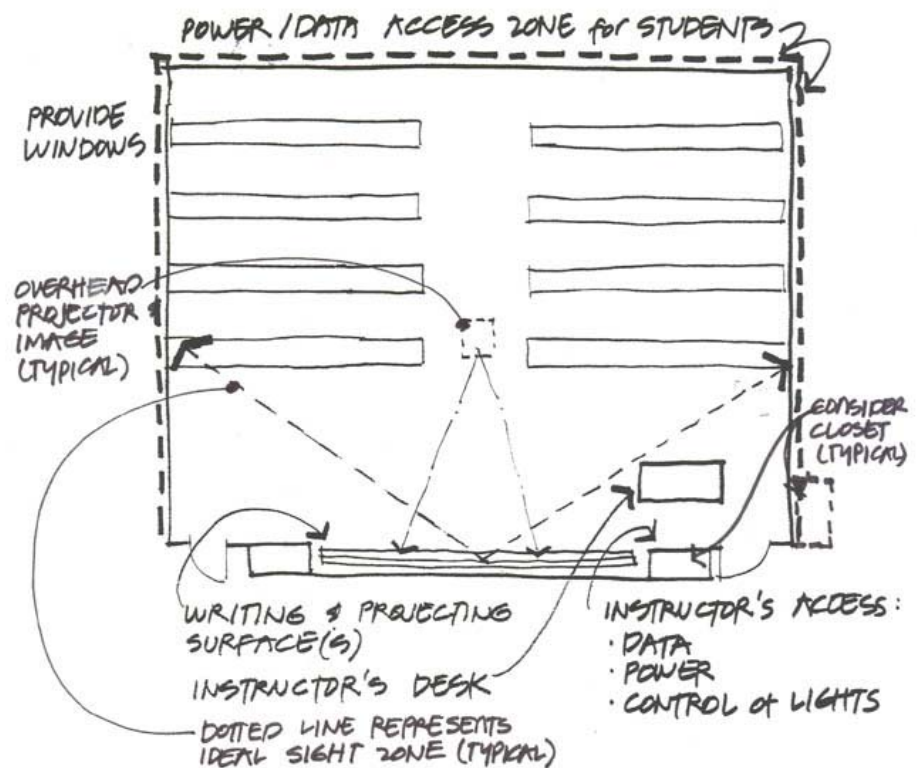 POWER/DATA ACCESS ZONE for STUDENTS
PROVIDE
WINDOWS
OVERHEAD
PROJECTOR &
IMAGE
(TYPICAL)
CONSIDER
CLOSET
(TYPICAL)
WRITING & PROJECTING
SURFACE(S)
INSTRUCTOR'S DESK
DOTTED LINE REPRESENTS
IDEAL SIGHT ZONE (TYPICAL)
INSTRUCTOR'S ACCESS:
· DATA
· POWER
· CONTROL of LIGHTS